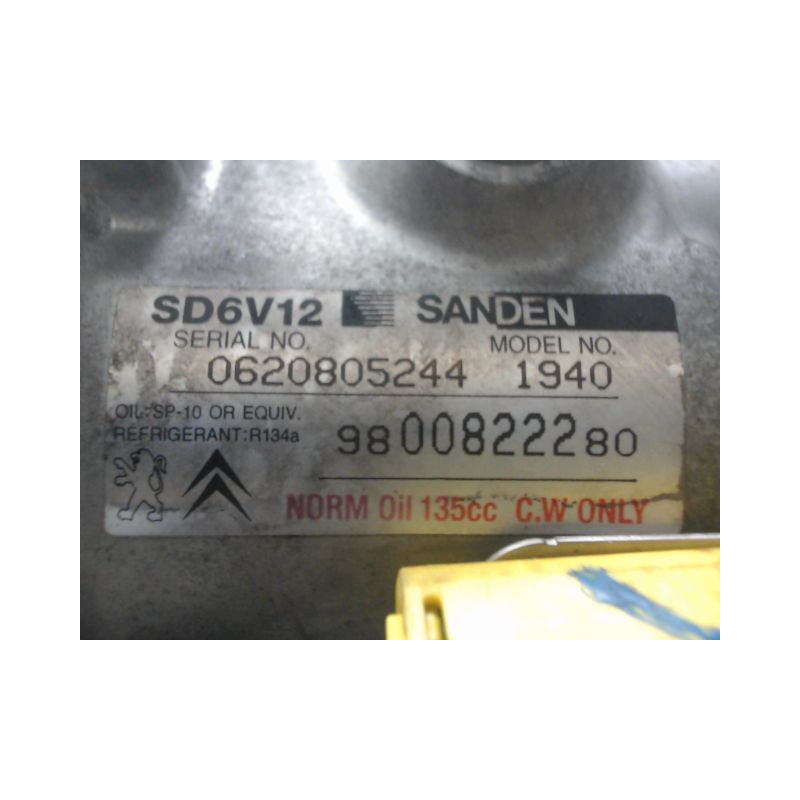 SD6V12 SANDEN
SERIAL NO. MODEL NO.
0620805244 1940
OIL:SP-10 OR EQUIV.
REFRIGERANT:R134a
9800822280
NORM Oil 135cc C.W ONLY